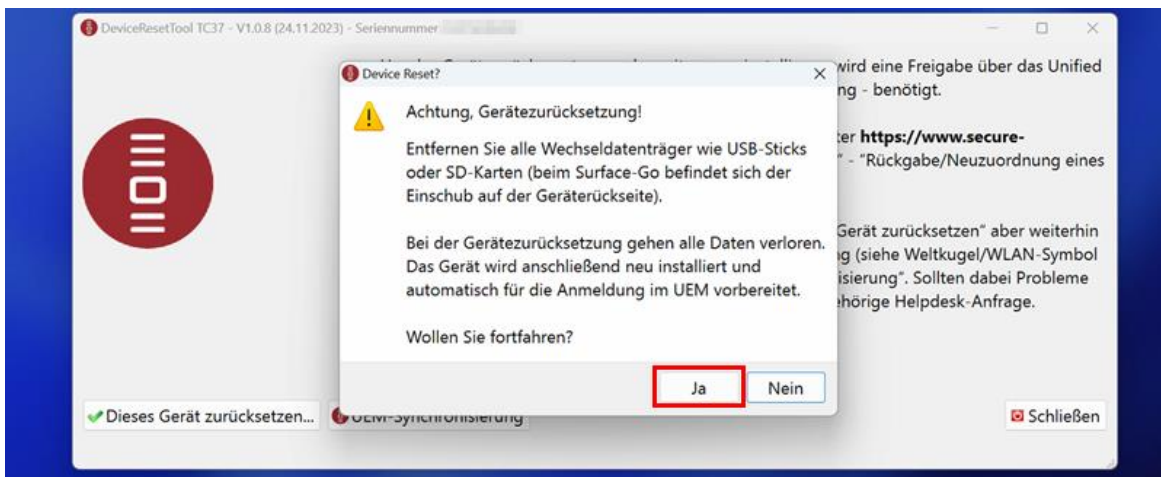 DeviceResetTool TC37 - V1.0.8 (24.11.2023) - Seriennummer
Device Reset?
Achtung, Gerätezurücksetzung!
Entfernen Sie alle Wechseldatenträger wie USB-Sticks
oder SD-Karten (beim Surface-Go befindet sich der
Einschub auf der Geräterückseite).
Bei der Gerätezurücksetzung gehen alle Daten verloren.
Das Gerät wird anschließend neu installiert und
automatisch für die Anmeldung im UEM vorbereitet.
Wollen Sie fortfahren?
Ja Nein
wird eine Freigabe über das Unified
benötigt.
https://www.secure-
" - "Rückgabe/Neuzuordnung eines
Gerät zurücksetzen" aber weiterhin
(siehe Weltkugel/WLAN-Symbol
Sollten dabei Probleme
Helpdesk-Anfrage.
Dieses Gerät zurücksetzen... UEM-Synchronisierung Schließen